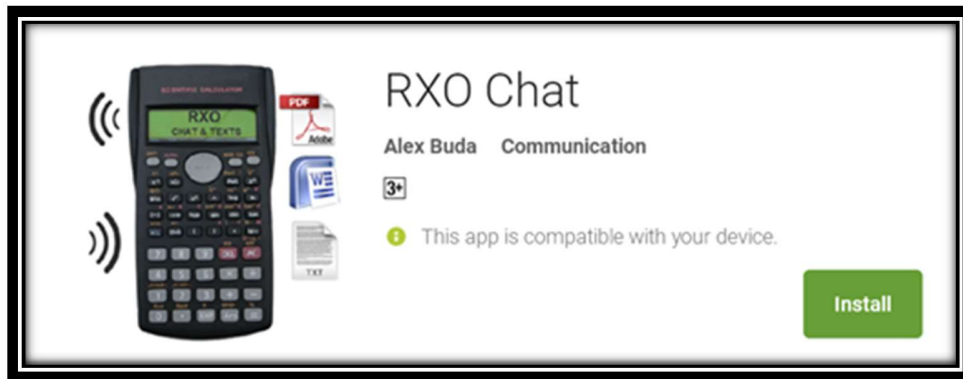 SCIENTIFIC CALCULATOR
RXO
CHAT & TEXTS
PDF
Adobe
W
TXT
RXO Chat
Alex Buda Communication
3+
This app is compatible with your device.
Install